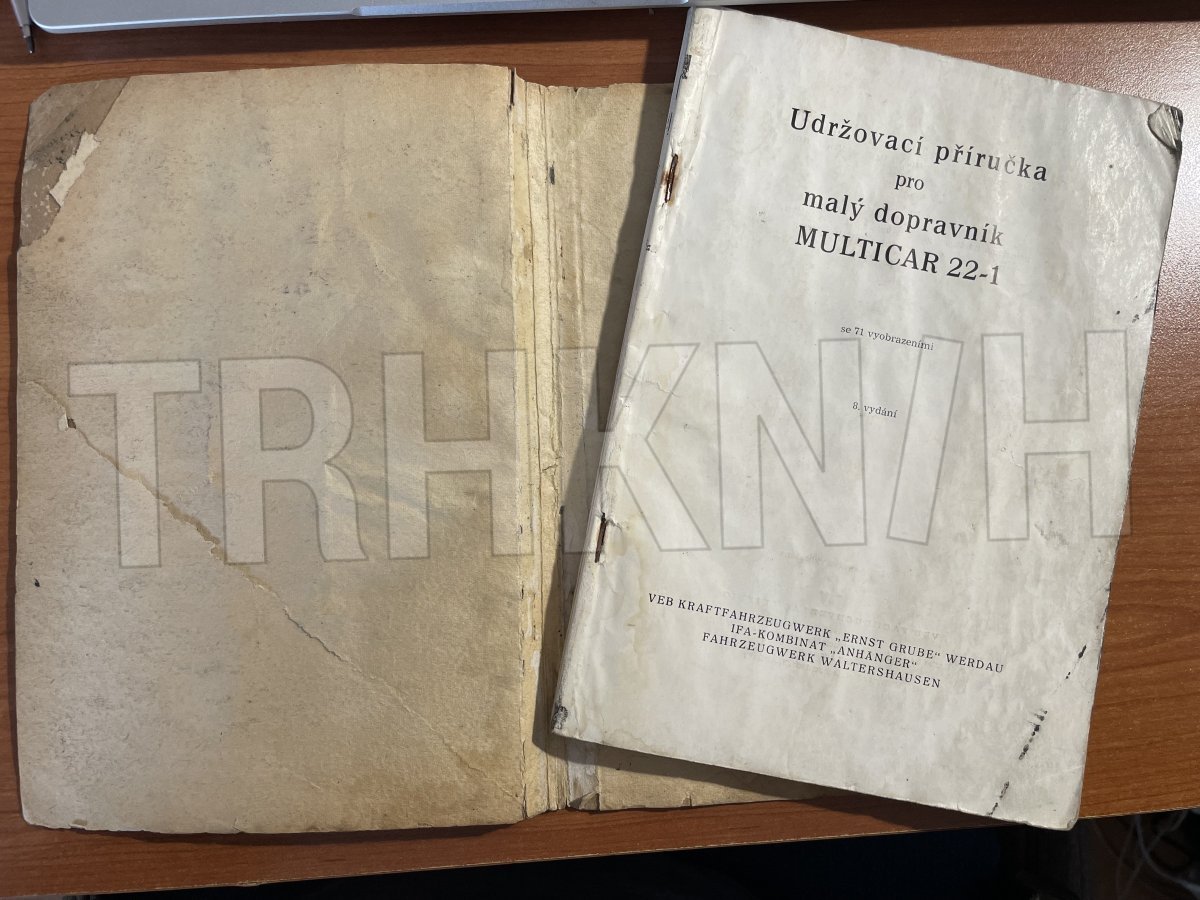 Udržovací příručka
pro
malý dopravník
MULTICAR 22-1
se 71 vyobrazeními
8. vydání
VEB KRAFTFAHRZEUGWERK „ERNST GRUBE“ WERDAU
IFA-KOMBINAT „ANHÄNGER“
FAHRZEUGWERK WALTERSHAUSEN
TRHKNIH